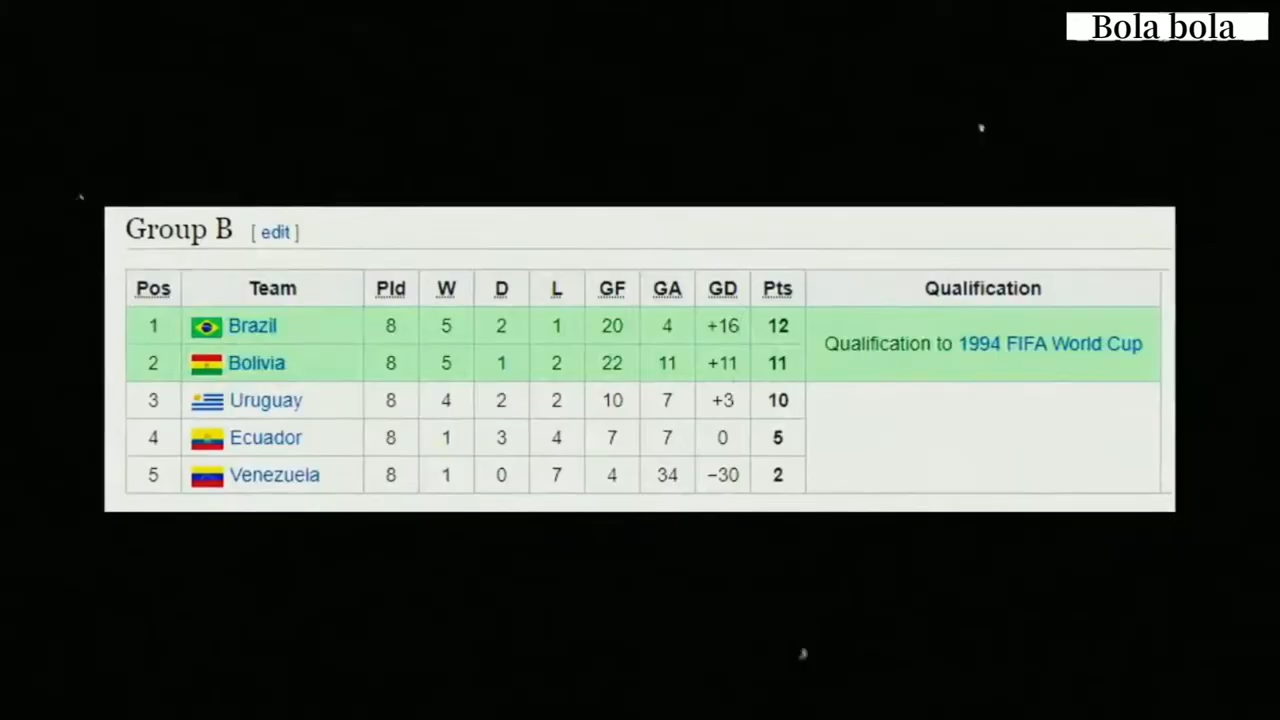 Bola bola
Group B [ edit ]
Pos Team Pld W D L GF GA GD Pts Qualification
1 Brazil 8 5 2 1 20 4 +16 12 Qualification to 1994 FIFA World Cup
2 Bolivia 8 5 1 2 22 11 +11 11
3 Uruguay 8 4 2 2 10 7 +3 10
4 Ecuador 8 1 3 4 7 7 0 5
5 Venezuela 8 1 0 7 4 34 −30 2